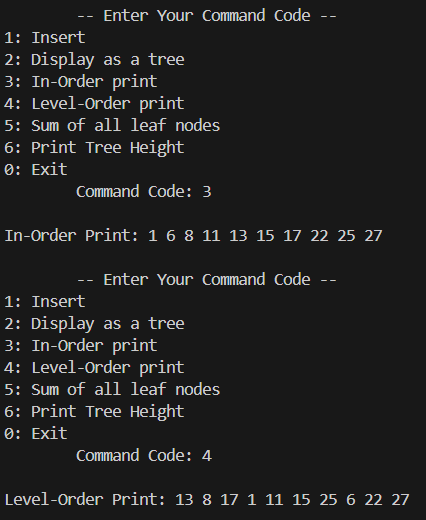 -- Enter Your Command Code --
1: Insert
2: Display as a tree
3: In-Order print
4: Level-Order print
5: Sum of all leaf nodes
6: Print Tree Height
0: Exit
Command Code: 3
In-Order Print: 1 6 8 11 13 15 17 22 25 27
-- Enter Your Command Code --
1: Insert
2: Display as a tree
3: In-Order print
4: Level-Order print
5: Sum of all leaf nodes
6: Print Tree Height
0: Exit
Command Code: 4
Level-Order Print: 13 8 17 1 11 15 25 6 22 27